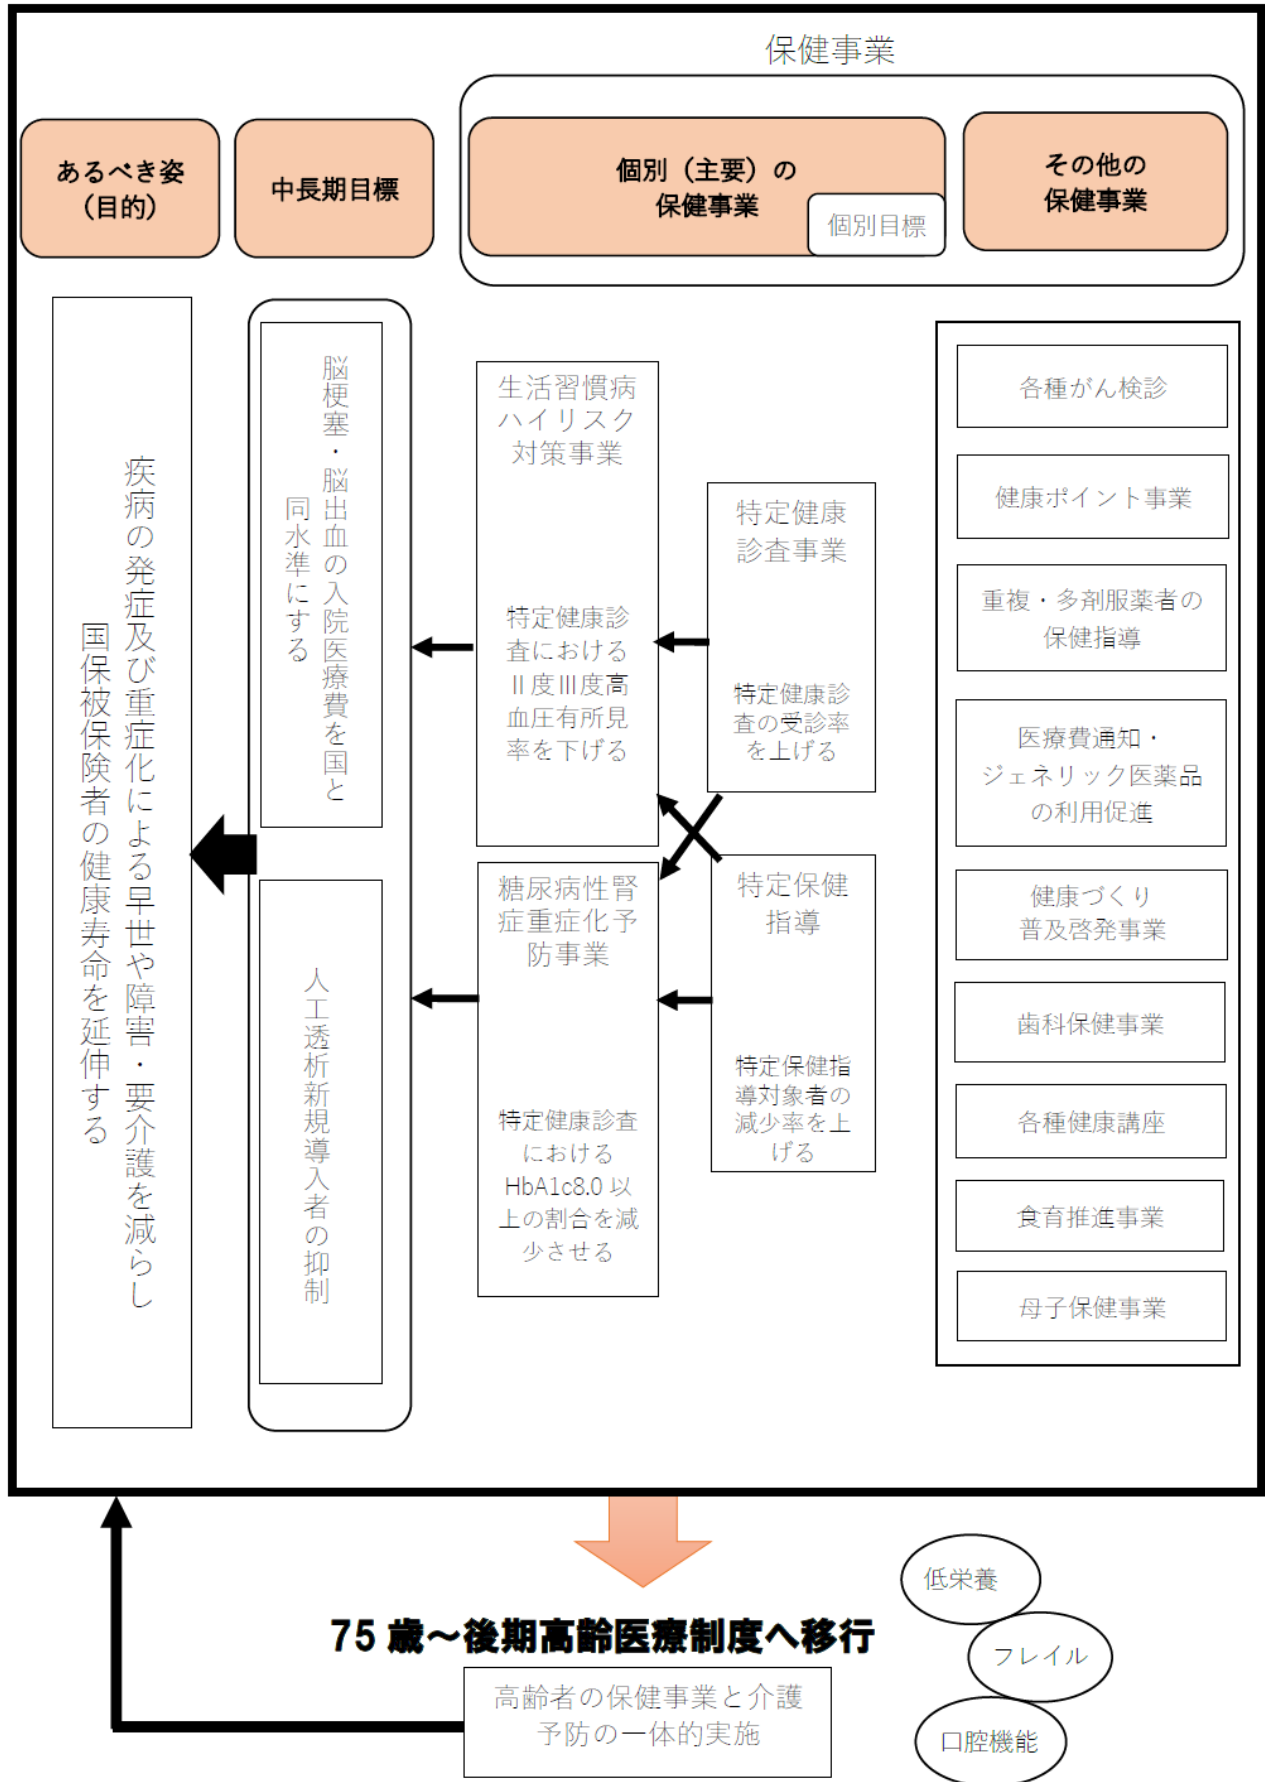 保健事業
あるべき姿
（目的）
中長期目標
個別（主要）の
保健事業
個別目標
その他の
保健事業
疾病の発症及び重症化による早世や障害・要介護を減らし
国保被保険者の健康寿命を延伸する
脳梗塞・脳出血の入院医療費を国と
同水準にする
人工透析新規導入者の抑制
生活習慣病
ハイリスク
対策事業
特定健康診
査における
Ⅱ度Ⅲ度高
血圧有所見
率を下げる
糖尿病性腎
症重症化予
防事業
特定健康診査
における
HbA1c8.0 以
上の割合を減
少させる
特定健康
診査事業
特定健康診
査の受診率
を上げる
特定保健
指導
特定保健指
導対象者の
減少率を上
げる
各種がん検診
健康ポイント事業
重複・多剤服薬者の
保健指導
医療費通知・
ジェネリック医薬品
の利用促進
健康づくり
普及啓発事業
歯科保健事業
各種健康講座
食育推進事業
母子保健事業
75 歳～後期高齢医療制度へ移行
高齢者の保健事業と介護
予防の一体的実施
低栄養
フレイル
口腔機能